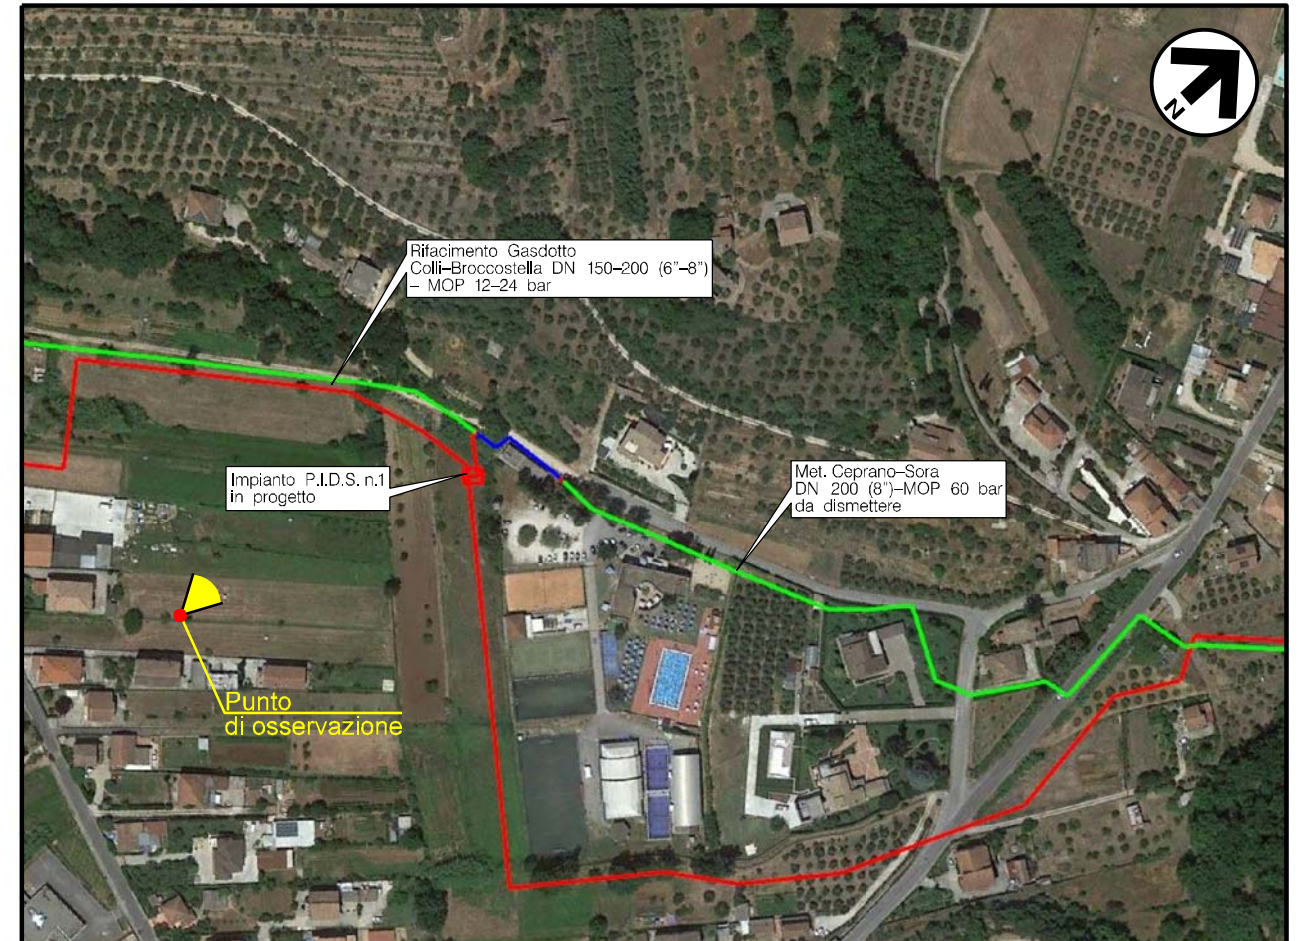 N
Rifacimento Gasdotto
Colli–Broccostella DN 150–200 (6"–8")
– MOP 12–24 bar
Impianto P.I.D.S. n.1
in progetto
Met. Ceprano–Sora
DN 200 (8")–MOP 60 bar
da dismettere
Punto
di osservazione